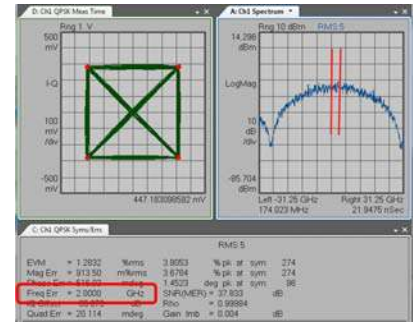 D: Ch1 QPSK Meas Time
A: Ch1 Spectrum
Rng 1 V
500
mV
I-Q
100
mV
/div
-500
mV
447.183098582 mV
Rng 10 dBm RMS:5
14.296
dBm
LogMag
10
dB
/div
-85.704
dBm
Left -31.25 GHz Right 31.25 GHz
174.923 MHz 21.9475 nSec
C: Ch1 QPSK Syms/Errs
RMS:5
EVM = 1.2832 %rms 3.8053 % pk at sym 274
Mag Err = 913.50 m%rms 3.6784 % pk at sym 274
mdeg 1.4523 deg pk at sym 96
Freq Err = 2.0000 GHz SNR(MER) = 37.833 dB
dB Rho = 0.99984
Quad Err = 20.114 mdeg Gain Imb = 0.004 dB